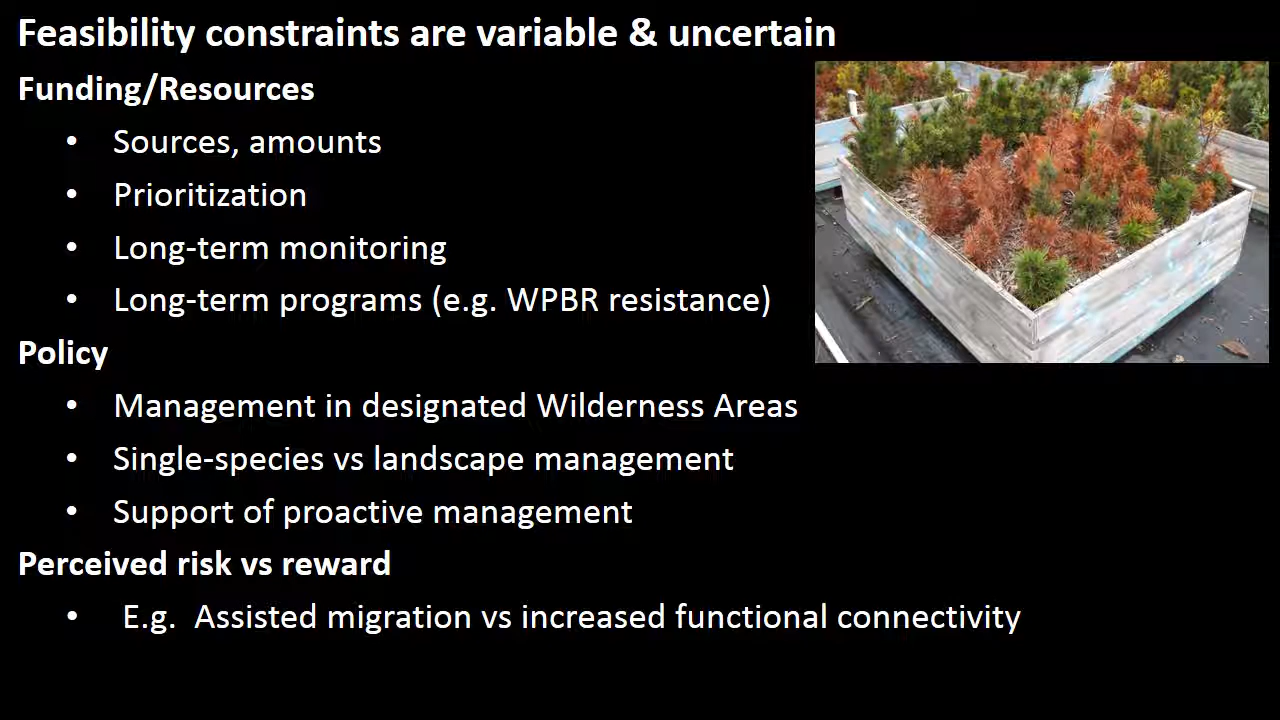 Feasibility constraints are variable & uncertain
Funding/Resources
• Sources, amounts
• Prioritization
• Long-term monitoring
• Long-term programs (e.g. WPBR resistance)
Policy
• Management in designated Wilderness Areas
• Single-species vs landscape management
• Support of proactive management
Perceived risk vs reward
• E.g.  Assisted migration vs increased functional connectivity